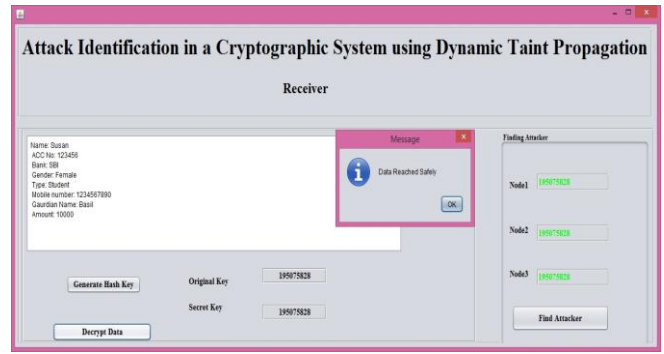 Attack Identification in a Cryptographic System using Dynamic Taint Propagation
Receiver
Name: Susan
ACC No: 123456
Bank: SBI
Gender: Female
Type: Student
Mobile number: 1234567890
Gaurdian Name: Basil
Amount: 10000
Message
Data Reached Safely
OK
Finding Attacker
Node1 195075828
Node2 195075828
Node3 195075828
Find Attacker
Generate Hash Key
Original Key 195075828
Secret Key 195075828
Decrypt Data